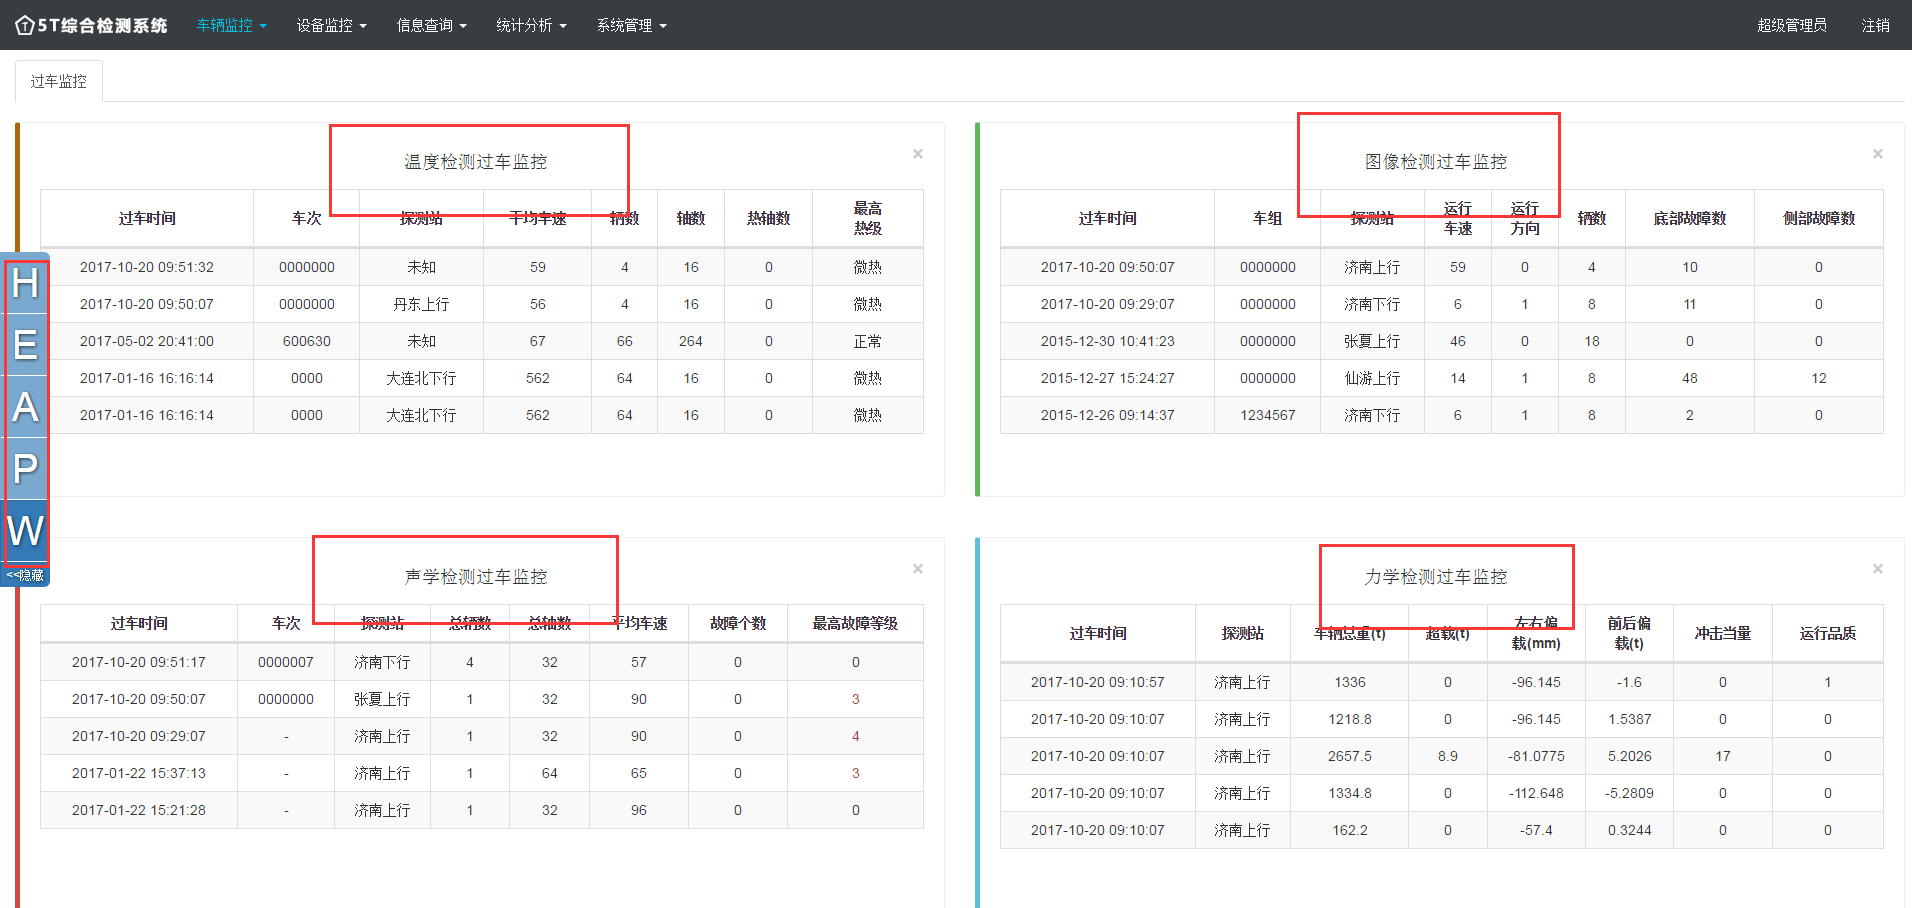 5T综合检测系统 车辆监控 设备监控 信息查询 统计分析 系统管理 超级管理员 注销
过车监控
温度检测过车监控 ×
过车时间 车次 探测站 平均车速 辆数 轴数 热轴数 最高热级
2017-10-20 09:51:32 0000000 未知 59 4 16 0 微热
2017-10-20 09:50:07 0000000 丹东上行 56 4 16 0 微热
2017-05-02 20:41:00 600630 未知 67 66 264 0 正常
2017-01-16 16:16:14 0000 大连北下行 562 64 16 0 微热
2017-01-16 16:16:14 0000 大连北下行 562 64 16 0 微热
图像检测过车监控 ×
过车时间 车组 探测站 运行车速 运行方向 辆数 底部故障数 侧部故障数
2017-10-20 09:50:07 0000000 济南上行 59 0 4 10 0
2017-10-20 09:29:07 0000000 济南下行 6 1 8 11 0
2015-12-30 10:41:23 0000000 张夏上行 46 0 18 0 0
2015-12-27 15:24:27 0000000 仙游上行 14 1 8 48 12
2015-12-26 09:14:37 1234567 济南下行 6 1 8 2 0
H
E
A
P
W
<<隐藏
声学检测过车监控 ×
过车时间 车次 探测站 总辆数 总轴数 平均车速 故障个数 最高故障等级
2017-10-20 09:51:17 0000007 济南下行 4 32 57 0 0
2017-10-20 09:50:07 0000000 张夏上行 1 32 90 0 3
2017-10-20 09:29:07 - 济南上行 1 32 90 0 4
2017-01-22 15:37:13 - 济南上行 1 64 65 0 3
2017-01-22 15:21:28 - 济南上行 1 32 96 0 0
力学检测过车监控 ×
过车时间 探测站 车辆总重(t) 超载(t) 左右偏载(mm) 前后偏载(t) 冲击当量 运行品质
2017-10-20 09:10:57 济南上行 1336 0 -96.145 -1.6 0 1
2017-10-20 09:10:07 济南上行 1218.8 0 -96.145 1.5387 0 0
2017-10-20 09:10:07 济南上行 2657.5 8.9 -81.0775 5.2026 17 0
2017-10-20 09:10:07 济南上行 1334.8 0 -112.648 -5.2809 0 0
2017-10-20 09:10:07 济南上行 162.2 0 -57.4 0.3244 0 0